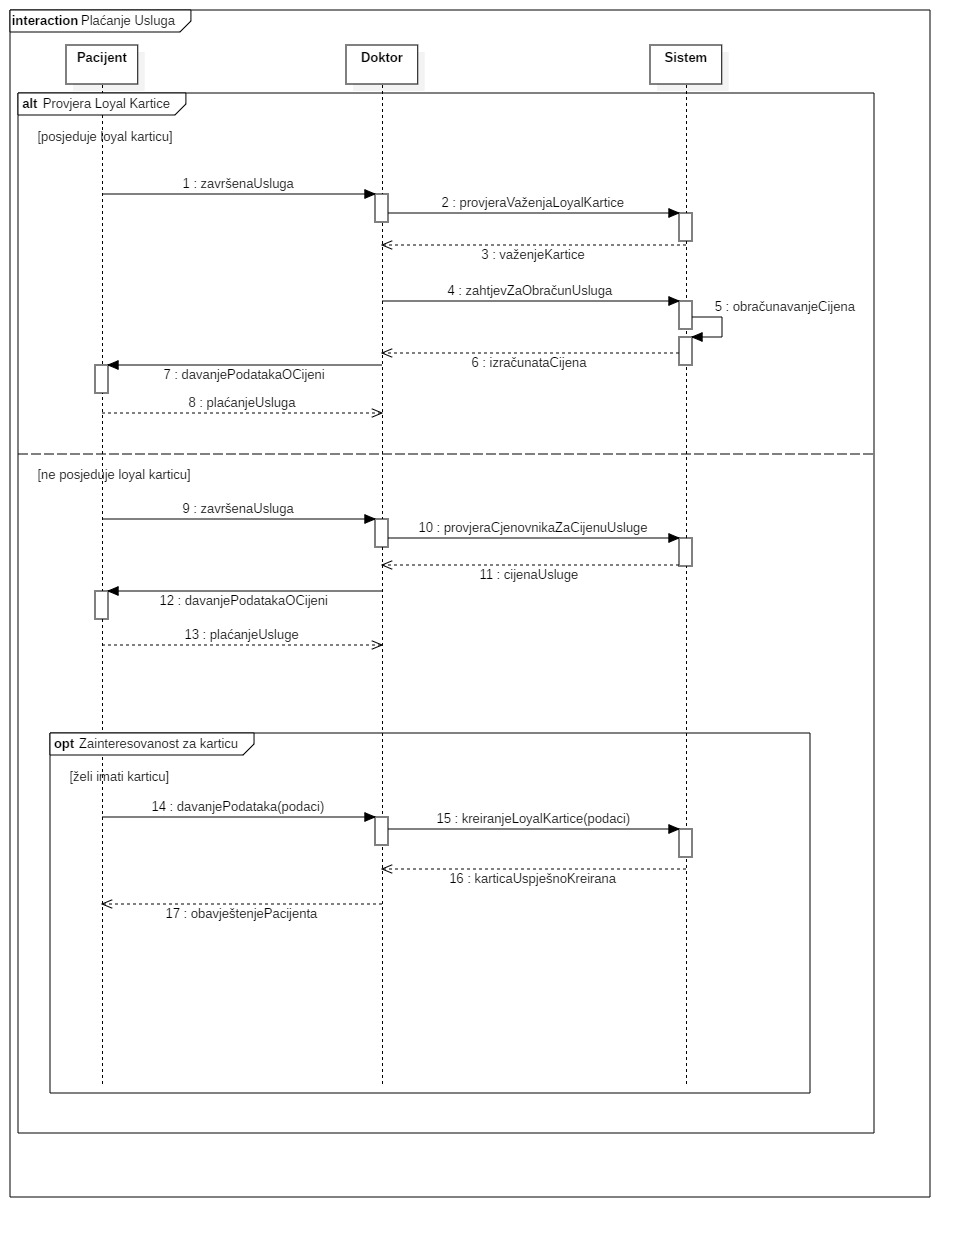 interaction Plaćanje Usluga
Pacijent
Doktor
Sistem
alt Provjera Loyal Kartice
[posjeduje loyal karticu]
1 : završenaUsluga
2 : provjeraVaženjaLoyalKartice
3 : važenjeKartice
4 : zahtjevZaObračunUsluga
5 : obračunavanjeCijena
6 : izračunataCijena
7 : davanjePodatakaOCijeni
8 : plaćanjeUsluga
[ne posjeduje loyal karticu]
9 : završenaUsluga
10 : provjeraCjenovnikaZaCijenuUsluge
11 : cijenaUsluge
12 : davanjePodatakaOCijeni
13 : plaćanjeUsluge
opt Zainteresovanost za karticu
[želi imati karticu]
14 : davanjePodataka(podaci)
15 : kreiranjeLoyalKartice(podaci)
16 : karticaUspješnoKreirana
17 : obavještenjePacijenta